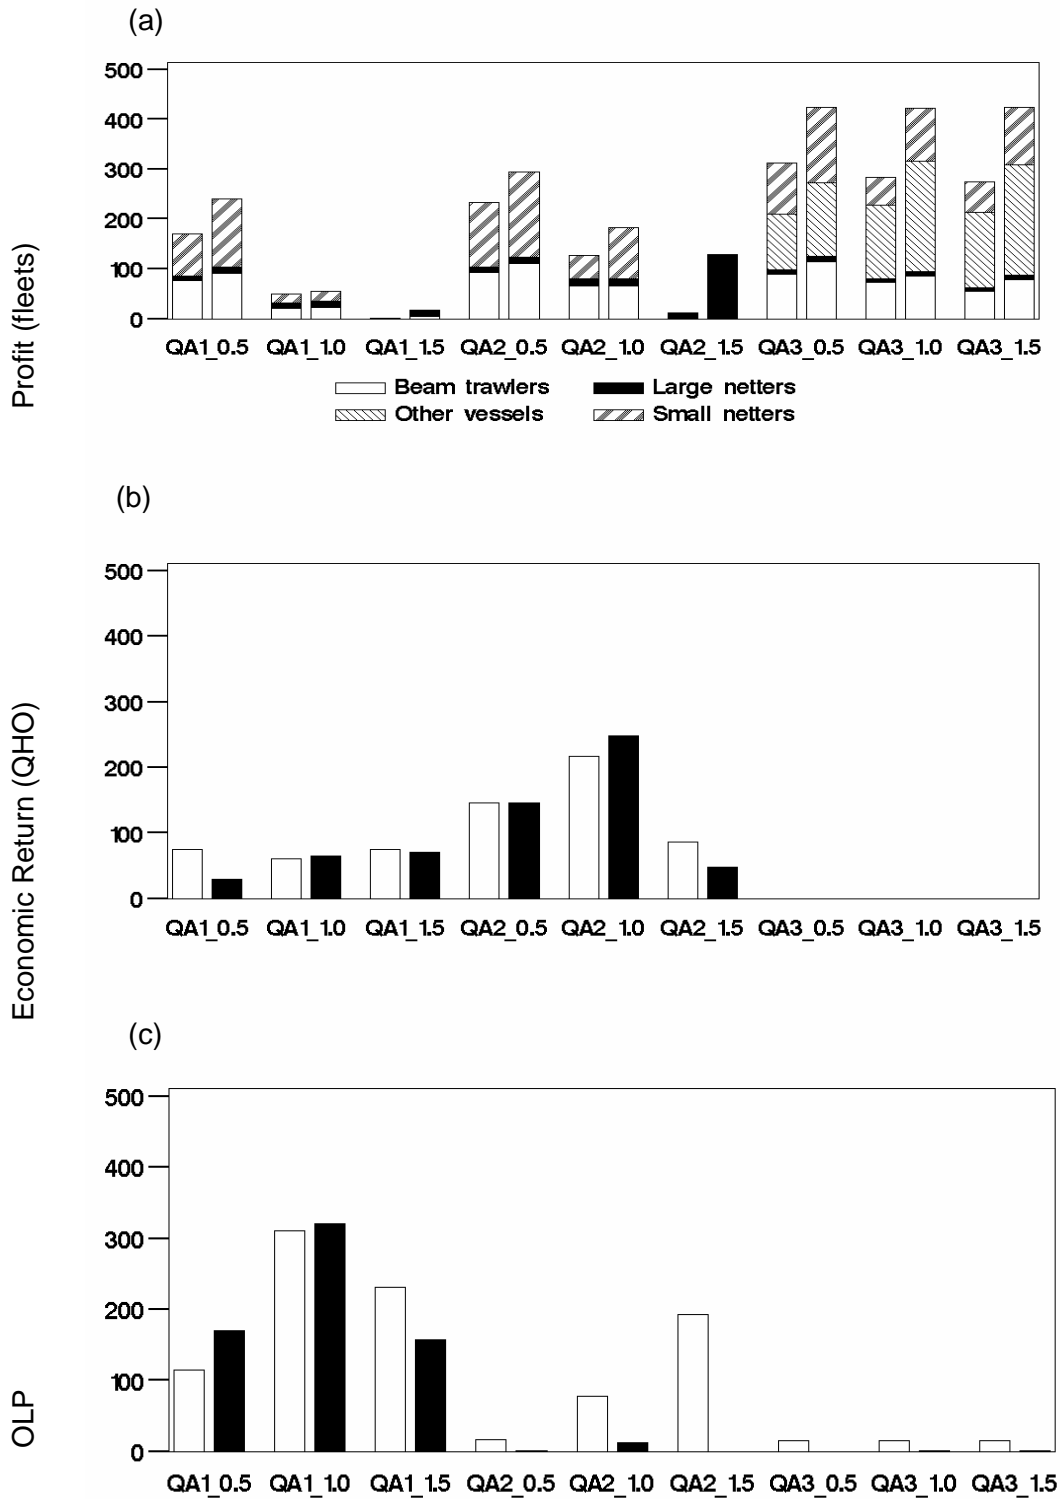 (a)
Profit (fleets)
500
400
300
200
100
0
QA1_0.5 QA1_1.0 QA1_1.5 QA2_0.5 QA2_1.0 QA2_1.5 QA3_0.5 QA3_1.0 QA3_1.5
Beam trawlers Large netters
Other vessels Small netters
(b)
Economic Return (QHO)
500
400
300
200
100
0
QA1_0.5 QA1_1.0 QA1_1.5 QA2_0.5 QA2_1.0 QA2_1.5 QA3_0.5 QA3_1.0 QA3_1.5
(c)
OLP
500
400
300
200
100
0
QA1_0.5 QA1_1.0 QA1_1.5 QA2_0.5 QA2_1.0 QA2_1.5 QA3_0.5 QA3_1.0 QA3_1.5